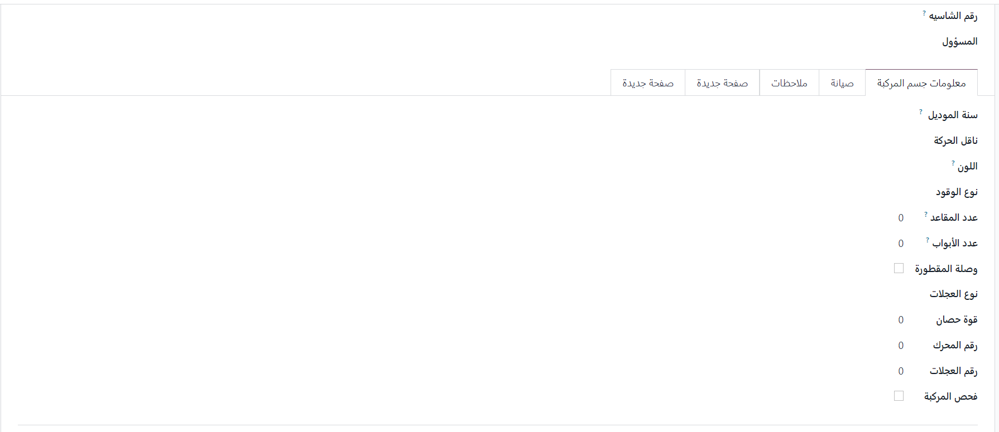 رقم الشاسيه ?
المسؤول
معلومات جسم المركبة صيانة ملاحظات صفحة جديدة صفحة جديدة
سنة الموديل ?
ناقل الحركة
اللون ?
نوع الوقود
عدد المقاعد ? 0
عدد الأبواب ? 0
وصلة المقطورة
نوع العجلات
قوة حصان 0
رقم المحرك 0
رقم العجلات 0
فحص المركبة